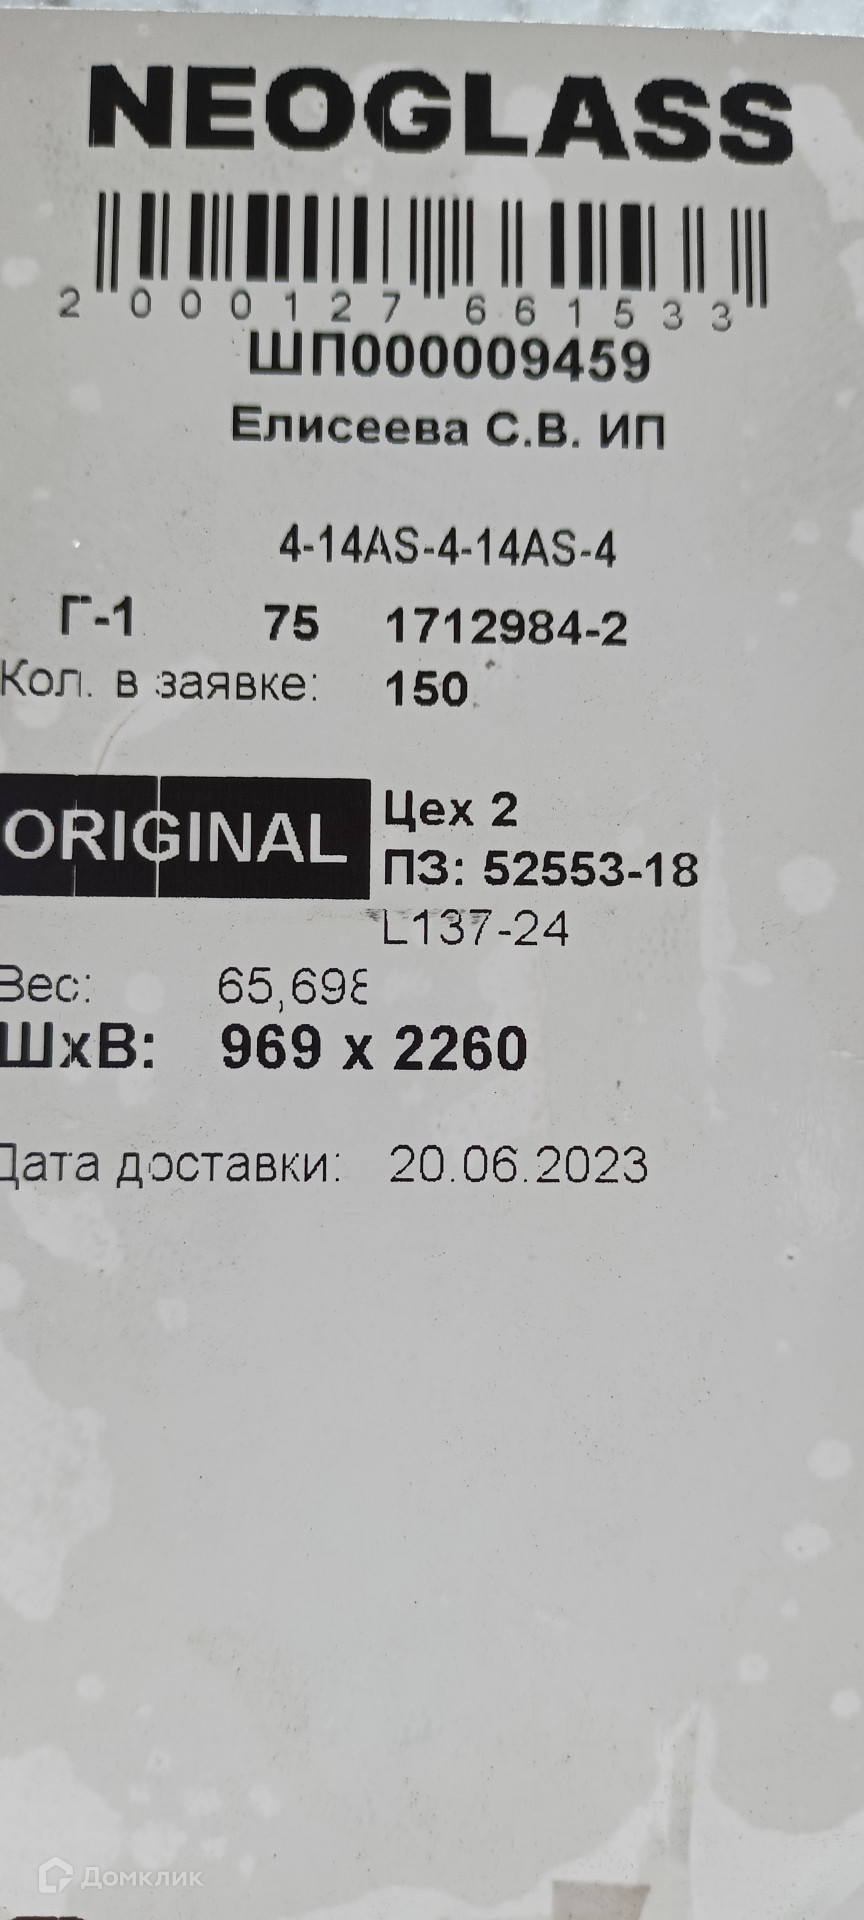 NEOGLASS
2 000127 661533
ШП000009459
Елисеева С.В. ИП
4-14AS-4-14AS-4
Г-1 75 1712984-2
Кол. в заявке: 150
ORIGINAL Цех 2
ПЗ: 52553-18
L137-24
Вес: 65,698
ШхВ: 969 x 2260
Дата доставки: 20.06.2023
Домклик